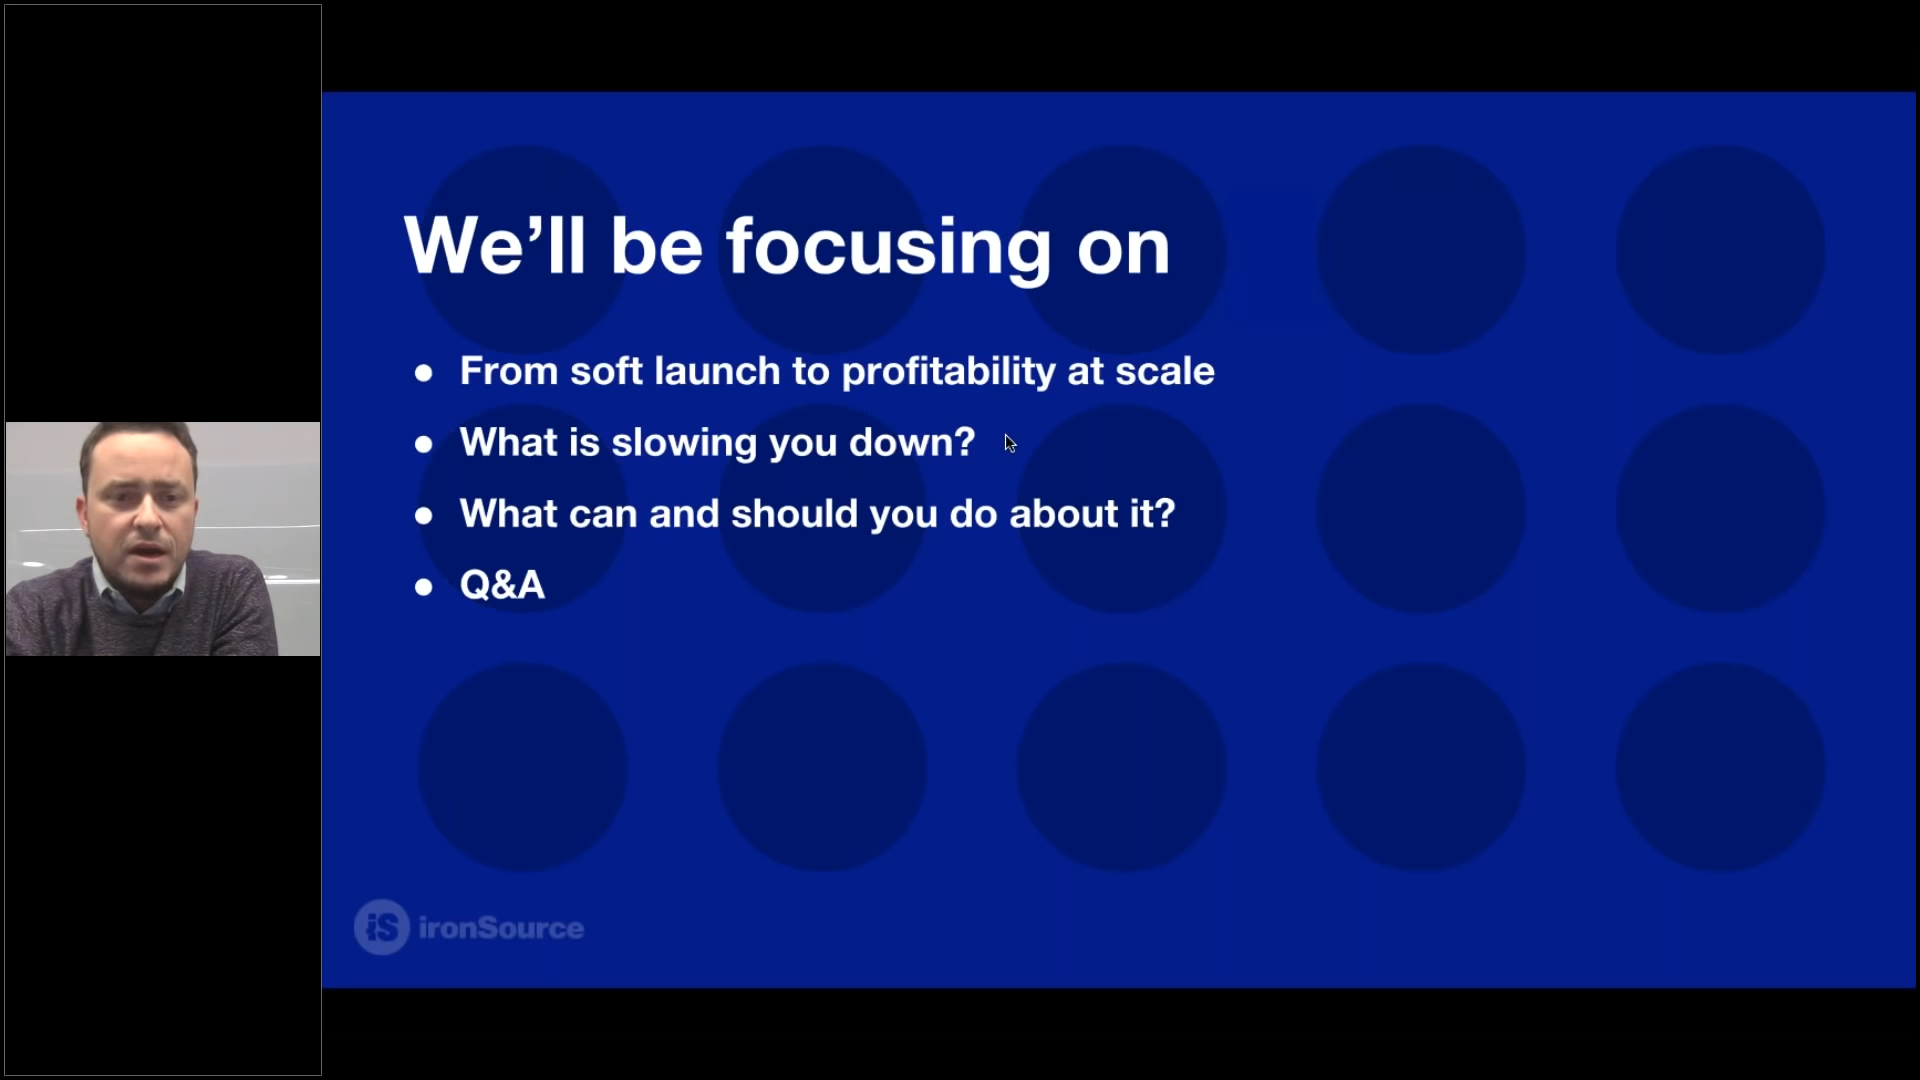 We’ll be focusing on
● From soft launch to profitability at scale
● What is slowing you down?
● What can and should you do about it?
● Q&A
iS ironSource